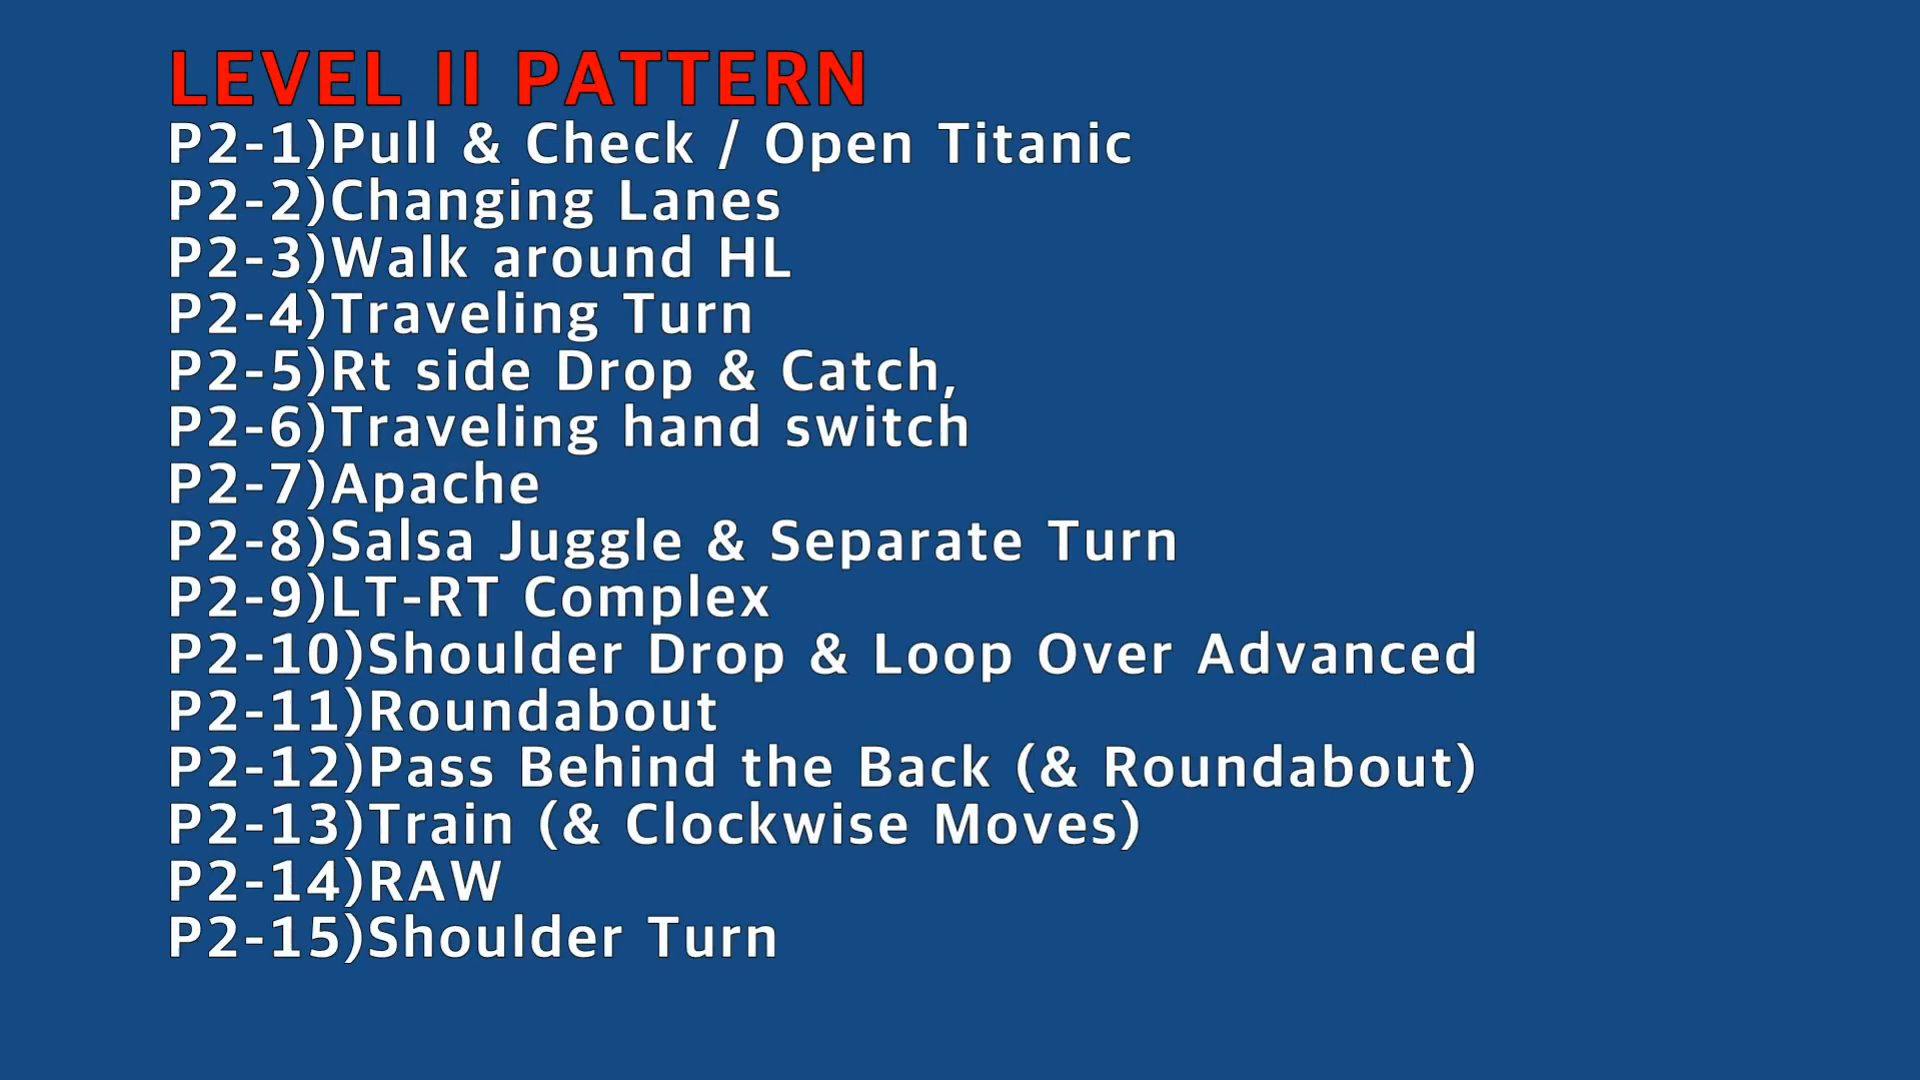 LEVEL II PATTERN
P2-1)Pull & Check / Open Titanic
P2-2)Changing Lanes
P2-3)Walk around HL
P2-4)Traveling Turn
P2-5)Rt side Drop & Catch,
P2-6)Traveling hand switch
P2-7)Apache
P2-8)Salsa Juggle & Separate Turn
P2-9)LT-RT Complex
P2-10)Shoulder Drop & Loop Over Advanced
P2-11)Roundabout
P2-12)Pass Behind the Back (& Roundabout)
P2-13)Train (& Clockwise Moves)
P2-14)RAW
P2-15)Shoulder Turn